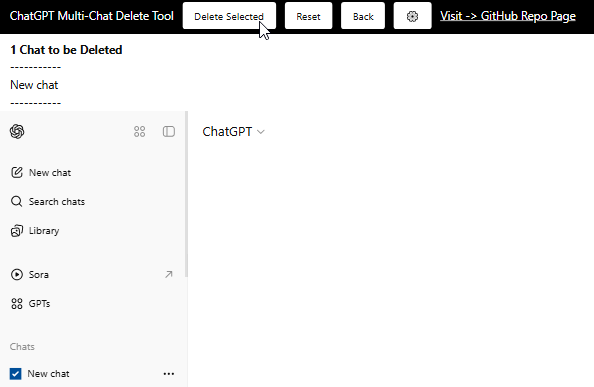 ChatGPT Multi-Chat Delete Tool Delete Selected Reset Back Visit -> GitHub Repo Page
1 Chat to be Deleted
-----------
New chat
-----------
ChatGPT
New chat
Search chats
Library
Sora
GPTs
Chats
New chat